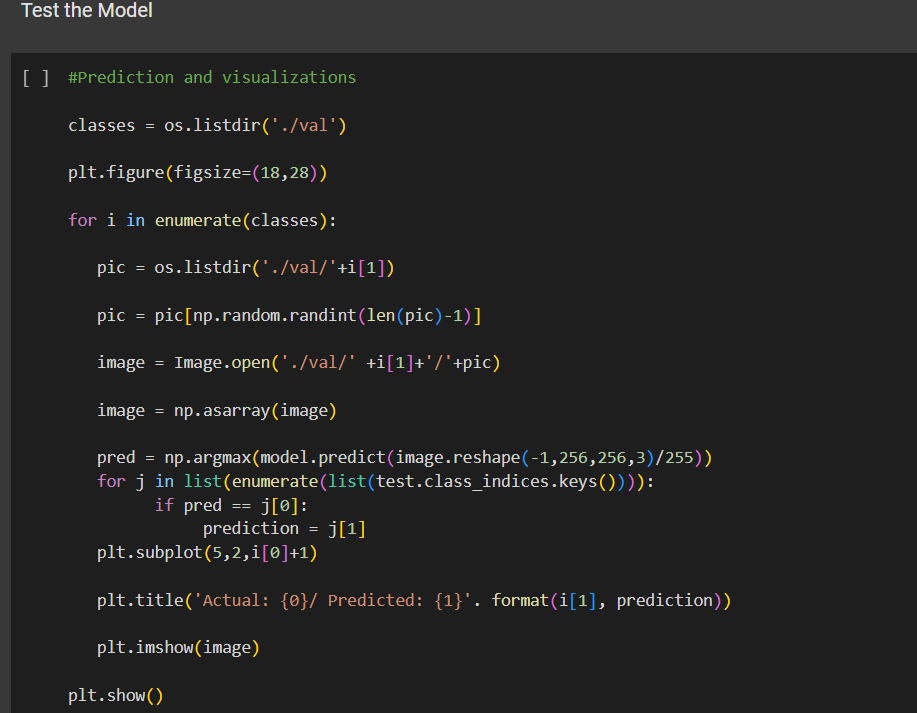 Test the Model
[ ] #Prediction and visualizations
classes = os.listdir('./val')
plt.figure(figsize=(18,28))
for i in enumerate(classes):
pic = os.listdir('./val/'+i[1])
pic = pic[np.random.randint(len(pic)-1)]
image = Image.open('./val/' +i[1]+'/'+pic)
image = np.asarray(image)
pred = np.argmax(model.predict(image.reshape(-1,256,256,3)/255))
for j in list(enumerate(list(test.class_indices.keys()))):
if pred == j[0]:
prediction = j[1]
plt.subplot(5,2,i[0]+1)
plt.title('Actual: {0}/ Predicted: {1}'. format(i[1], prediction))
plt.imshow(image)
plt.show()